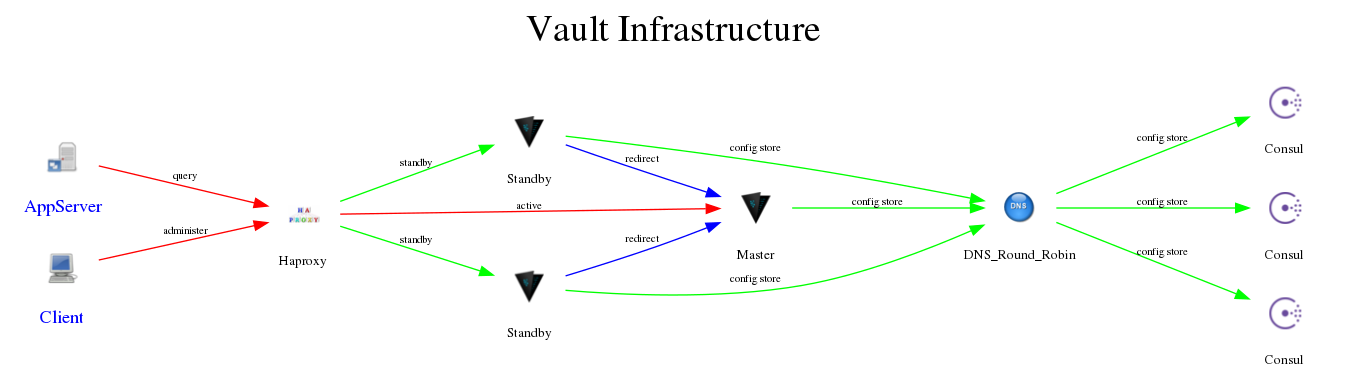 Vault Infrastructure
AppServer
Client
query
administer
HA
PROXY
Haproxy
standby
active
standby
Standby
Standby
redirect
redirect
config store
config store
config store
Master
DNS
DNS_Round_Robin
config store
config store
config store
Consul
Consul
Consul